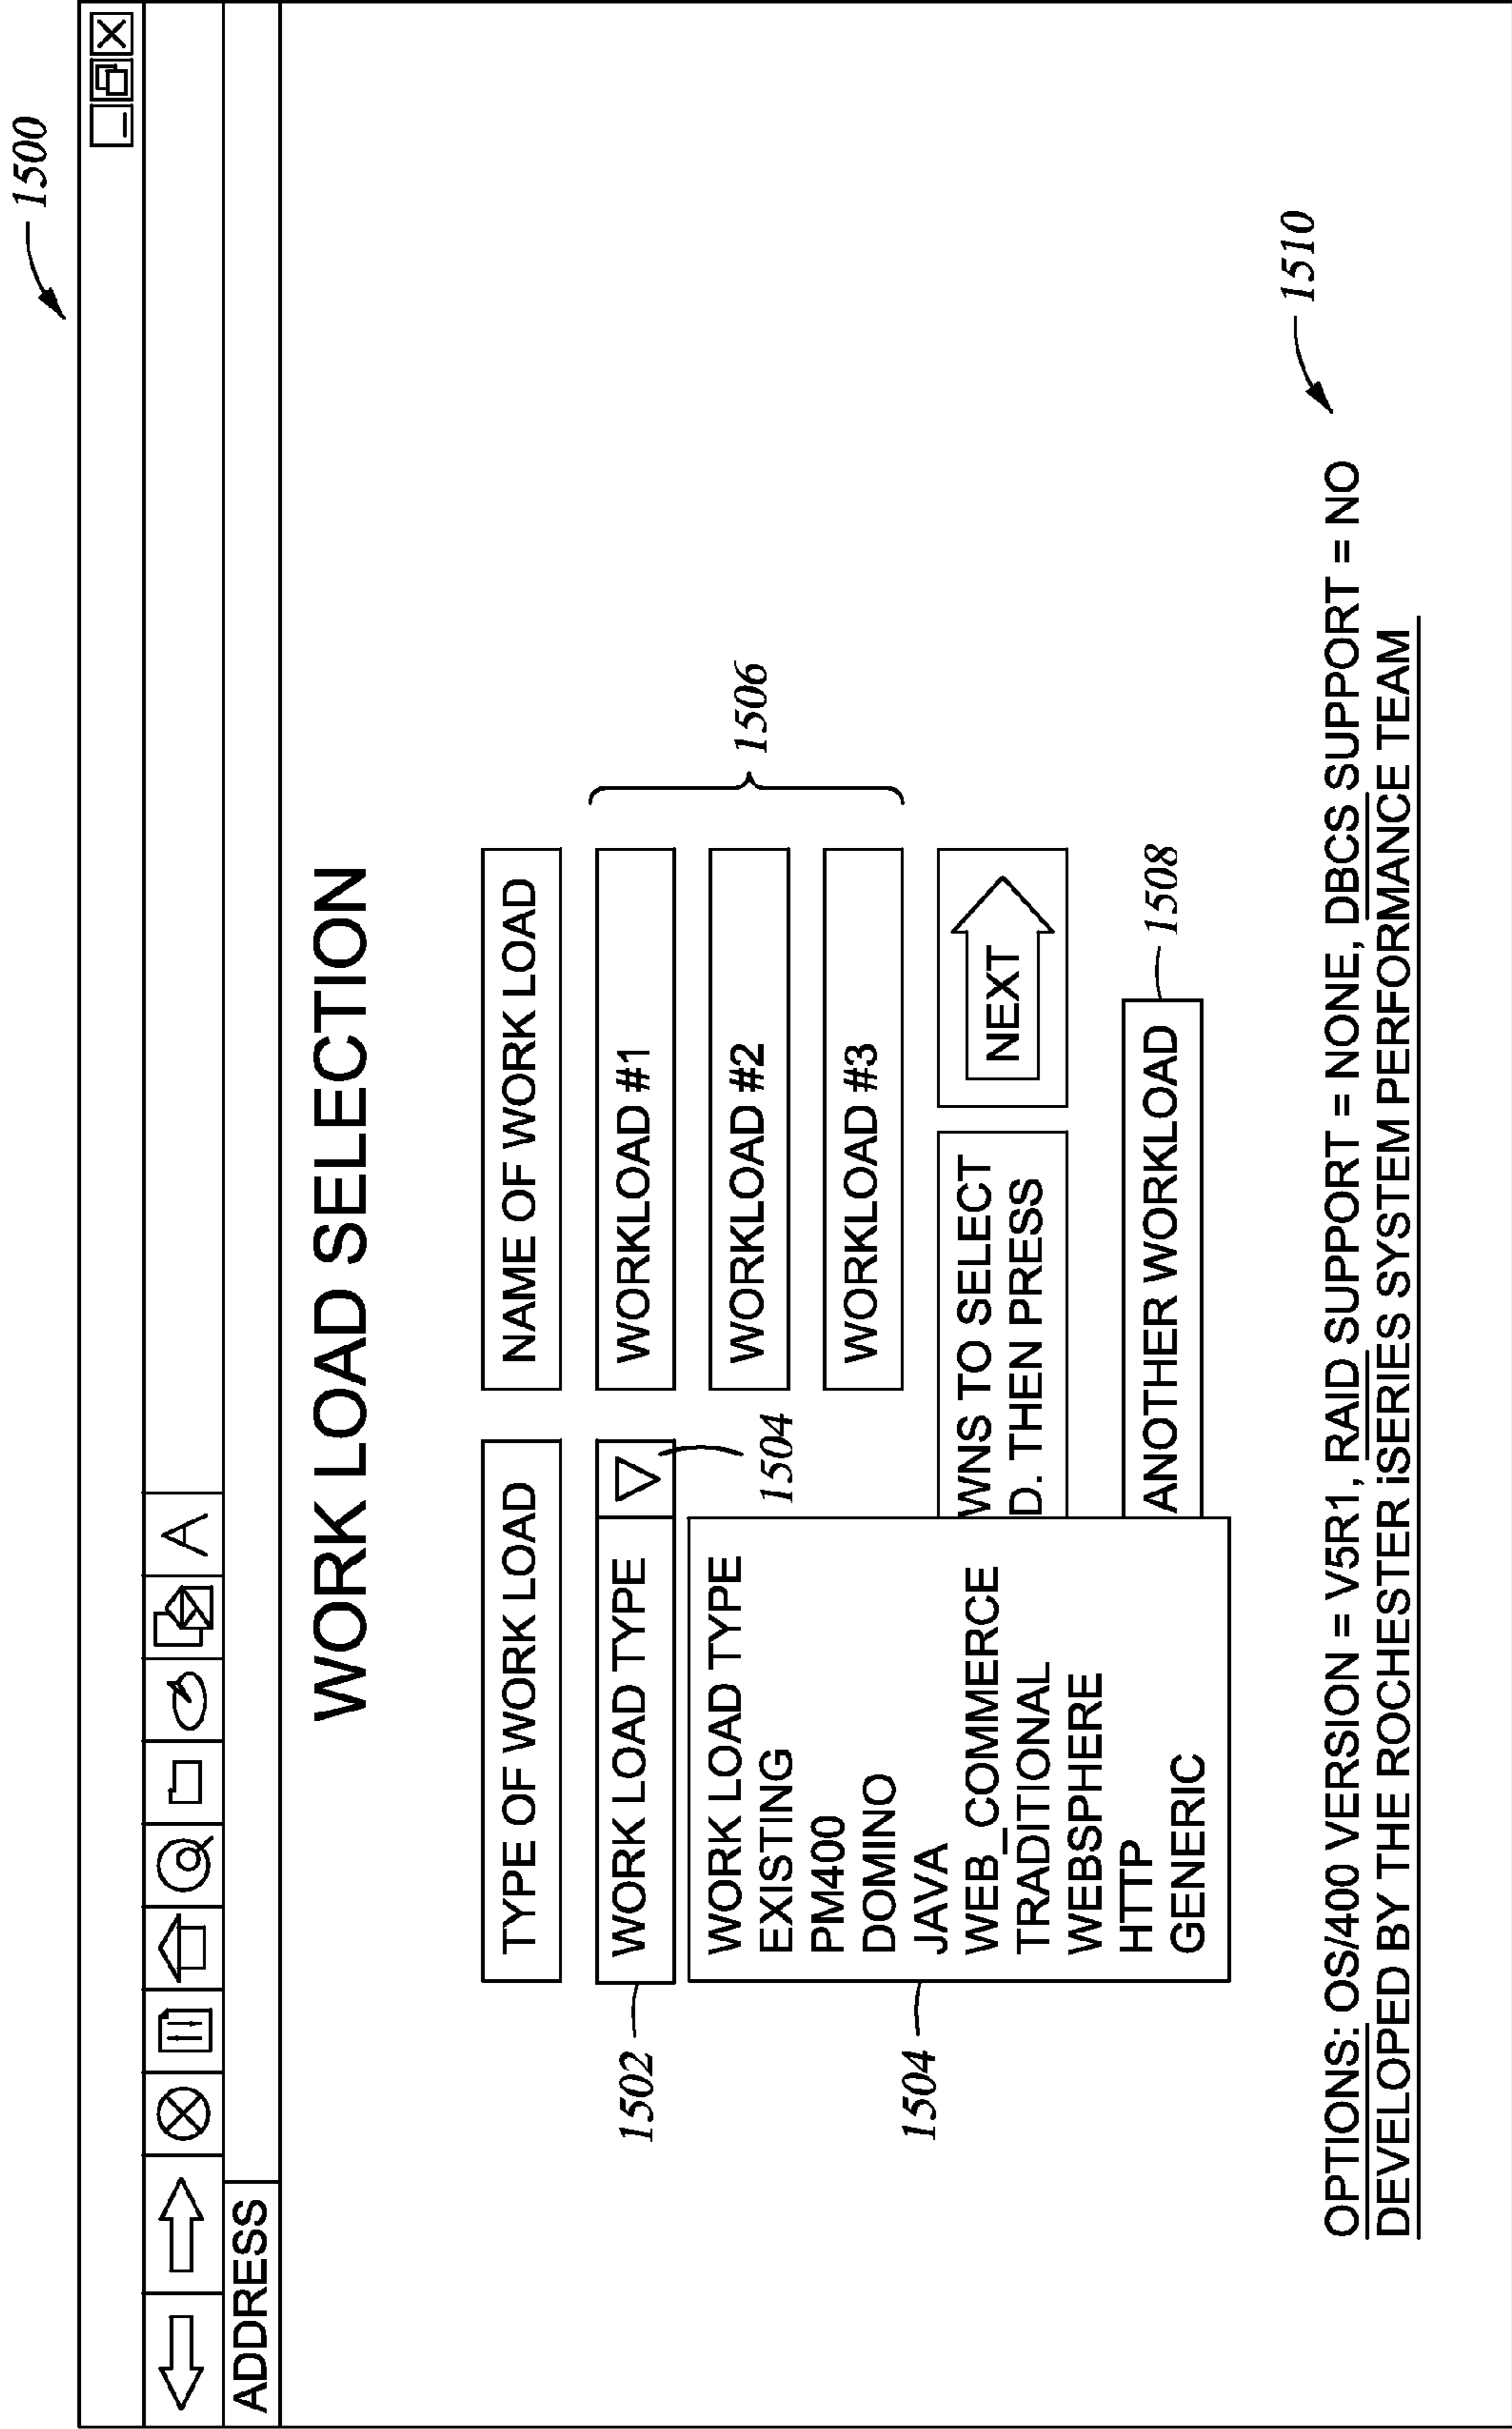 1500
ADDRESS
WORK LOAD SELECTION
TYPE OF WORK LOAD
NAME OF WORK LOAD
1502
WORK LOAD TYPE
1504
WORKLOAD #1
WORKLOAD #2
WORKLOAD #3
1506
1504
WORK LOAD TYPE
EXISTING
PM400
DOMINO
JAVA
WEB_COMMERCE
TRADITIONAL
WEBSPHERE
HTTP
GENERIC
WNS TO SELECT
D. THEN PRESS
NEXT
ANOTHER WORKLOAD
1508
1510
OPTIONS: OS/400 VERSION = V5R1, RAID SUPPORT = NONE, DBCS SUPPORT = NO
DEVELOPED BY THE ROCHESTER iSERIES SYSTEM PERFORMANCE TEAM